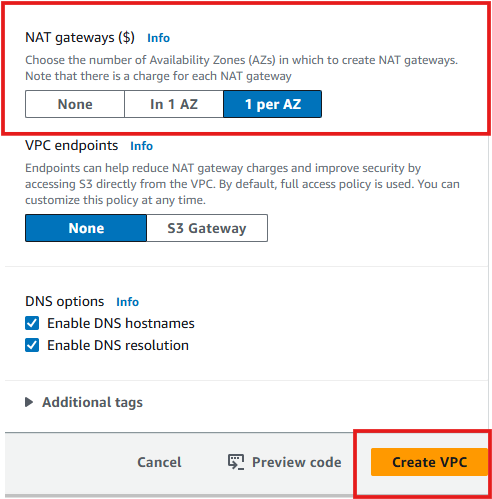 NAT gateways ($) Info
Choose the number of Availability Zones (AZs) in which to create NAT gateways.
Note that there is a charge for each NAT gateway
None In 1 AZ 1 per AZ
VPC endpoints Info
Endpoints can help reduce NAT gateway charges and improve security by
accessing S3 directly from the VPC. By default, full access policy is used. You can
customize this policy at any time.
None S3 Gateway
DNS options Info
Enable DNS hostnames
Enable DNS resolution
Additional tags
Cancel Preview code Create VPC